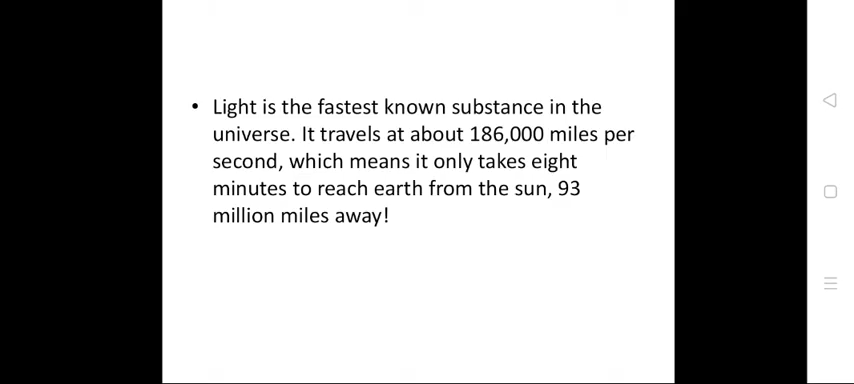 • Light is the fastest known substance in the
universe. It travels at about 186,000 miles per
second, which means it only takes eight
minutes to reach earth from the sun, 93
million miles away!